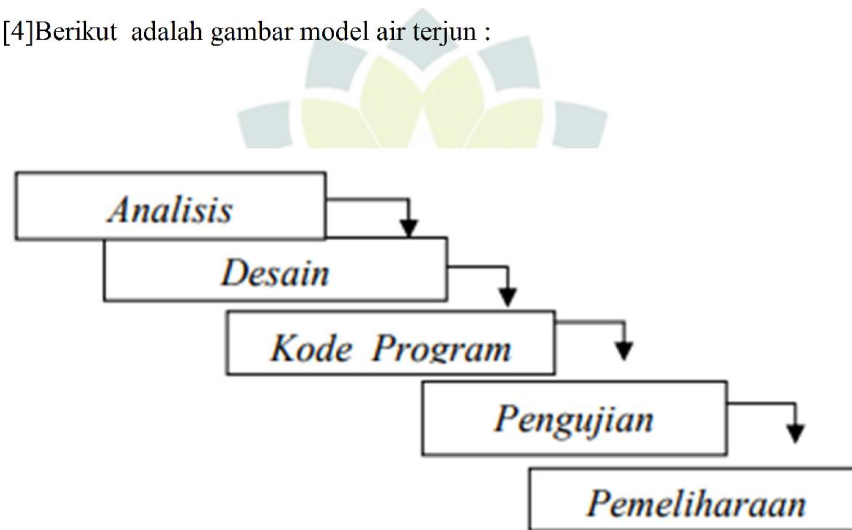 [4]Berikut adalah gambar model air terjun :
Analisis
Desain
Kode Program
Pengujian
Pemeliharaan